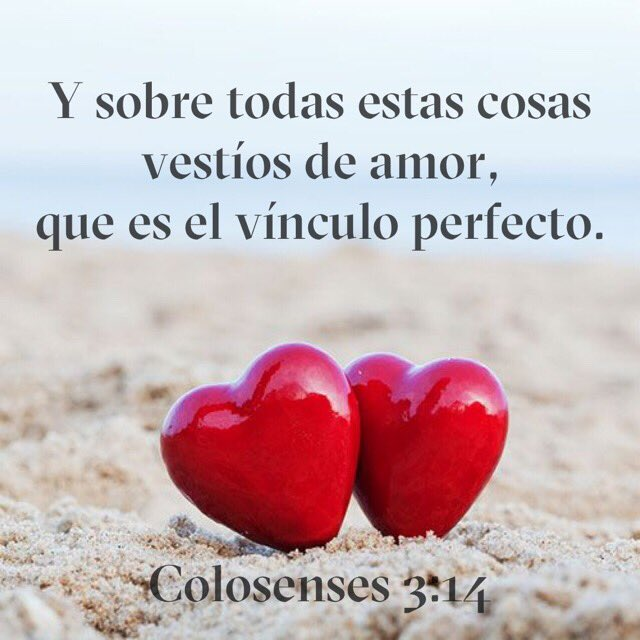 Y sobre todas estas cosas
vestíos de amor,
que es el vínculo perfecto.
Colosenses 3:14